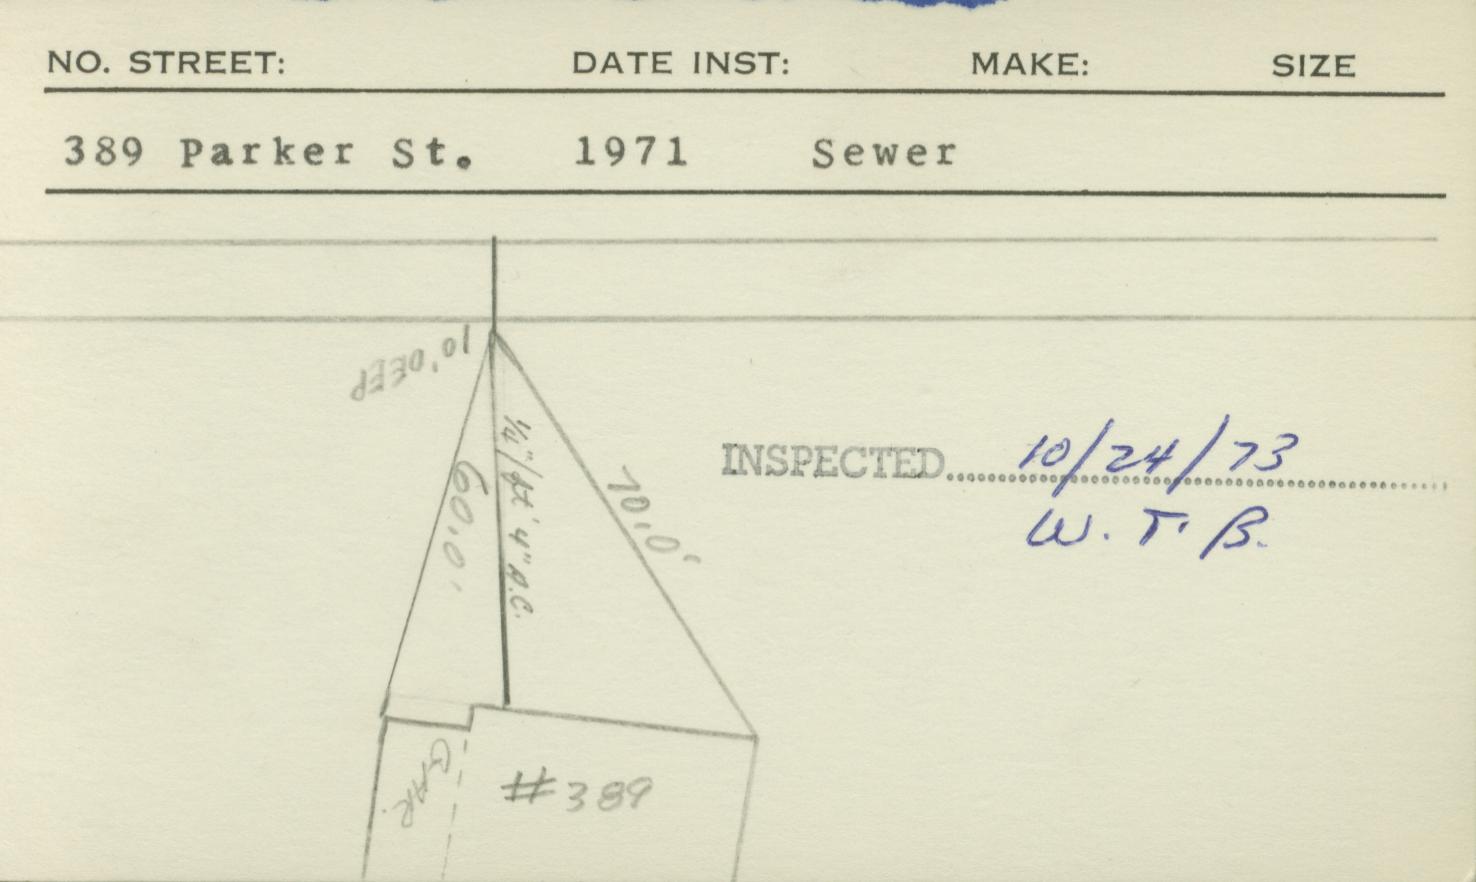 NO. STREET: DATE INST: MAKE: SIZE
389 Parker St. 1971 Sewer
10' DEEP
60.0'
1/4"/ft 4" A.C.
70.0'
INSPECTED 10/24/73
W. T. B.
GAR.
#389